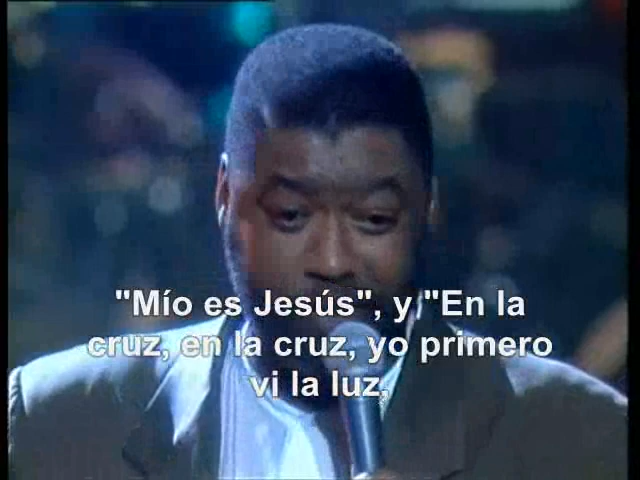 "Mío es Jesús", y "En la
cruz, en la cruz, yo primero
vi la luz,